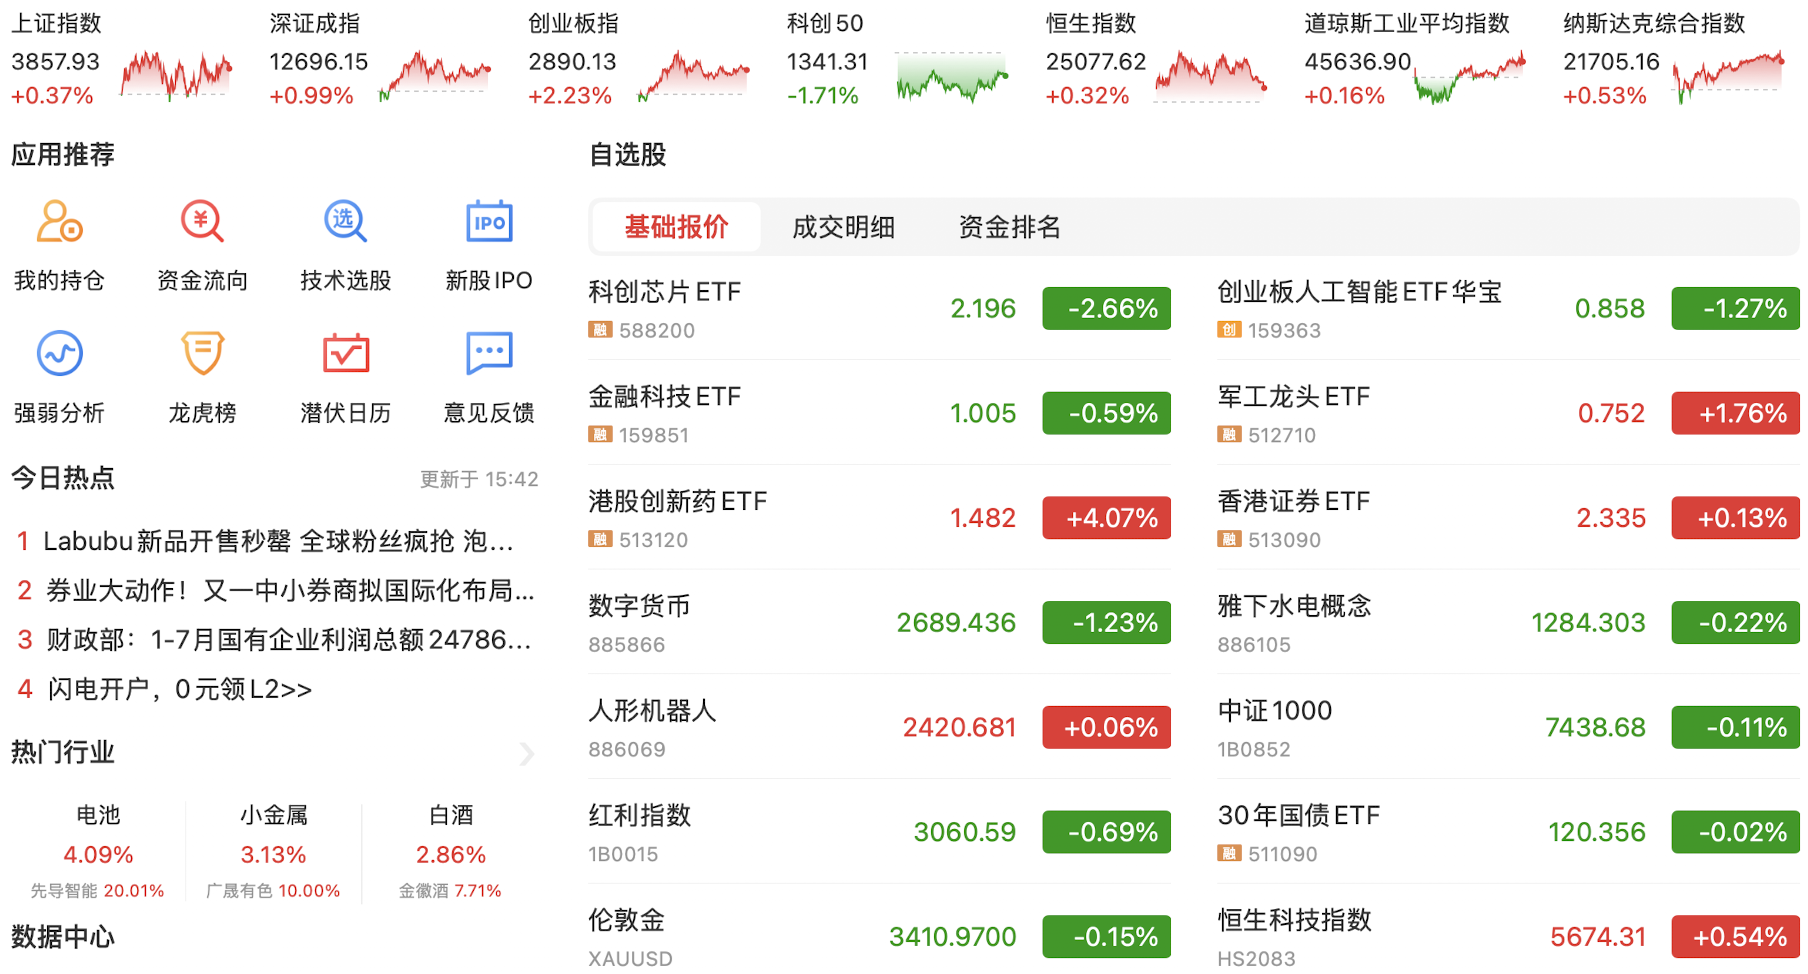 上证指数
3857.93
+0.37%
深证成指
12696.15
+0.99%
创业板指
2890.13
+2.23%
科创50
1341.31
-1.71%
恒生指数
25077.62
+0.32%
道琼斯工业平均指数
45636.90
+0.16%
纳斯达克综合指数
21705.16
+0.53%
应用推荐
¥
选
IPO
我的持仓
资金流向
技术选股
新股IPO
强弱分析
龙虎榜
潜伏日历
意见反馈
今日热点
更新于 15:42
1 Labubu新品开售秒罄 全球粉丝疯抢 泡...
2 券业大动作！又一中小券商拟国际化布局...
3 财政部：1-7月国有企业利润总额24786...
4 闪电开户，0元领L2>>
热门行业
电池
4.09%
先导智能 20.01%
小金属
3.13%
广晟有色 10.00%
白酒
2.86%
金徽酒 7.71%
数据中心
自选股
基础报价 成交明细 资金排名
科创芯片ETF
融 588200
2.196
-2.66%
创业板人工智能ETF华宝
创 159363
0.858
-1.27%
金融科技ETF
融 159851
1.005
-0.59%
军工龙头ETF
融 512710
0.752
+1.76%
港股创新药ETF
融 513120
1.482
+4.07%
香港证券ETF
融 513090
2.335
+0.13%
数字货币
885866
2689.436
-1.23%
雅下水电概念
886105
1284.303
-0.22%
人形机器人
886069
2420.681
+0.06%
中证1000
1B0852
7438.68
-0.11%
红利指数
1B0015
3060.59
-0.69%
30年国债ETF
融 511090
120.356
-0.02%
伦敦金
XAUUSD
3410.9700
-0.15%
恒生科技指数
HS2083
5674.31
+0.54%